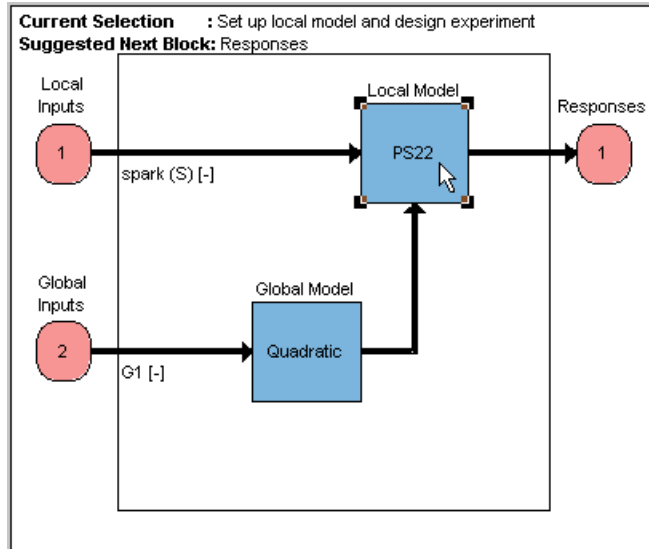 Current Selection : Set up local model and design experiment
Suggested Next Block: Responses
Local
Inputs
1
spark (S) [-]
Local Model
PS22
Responses
1
Global
Inputs
2
G1 [-]
Global Model
Quadratic